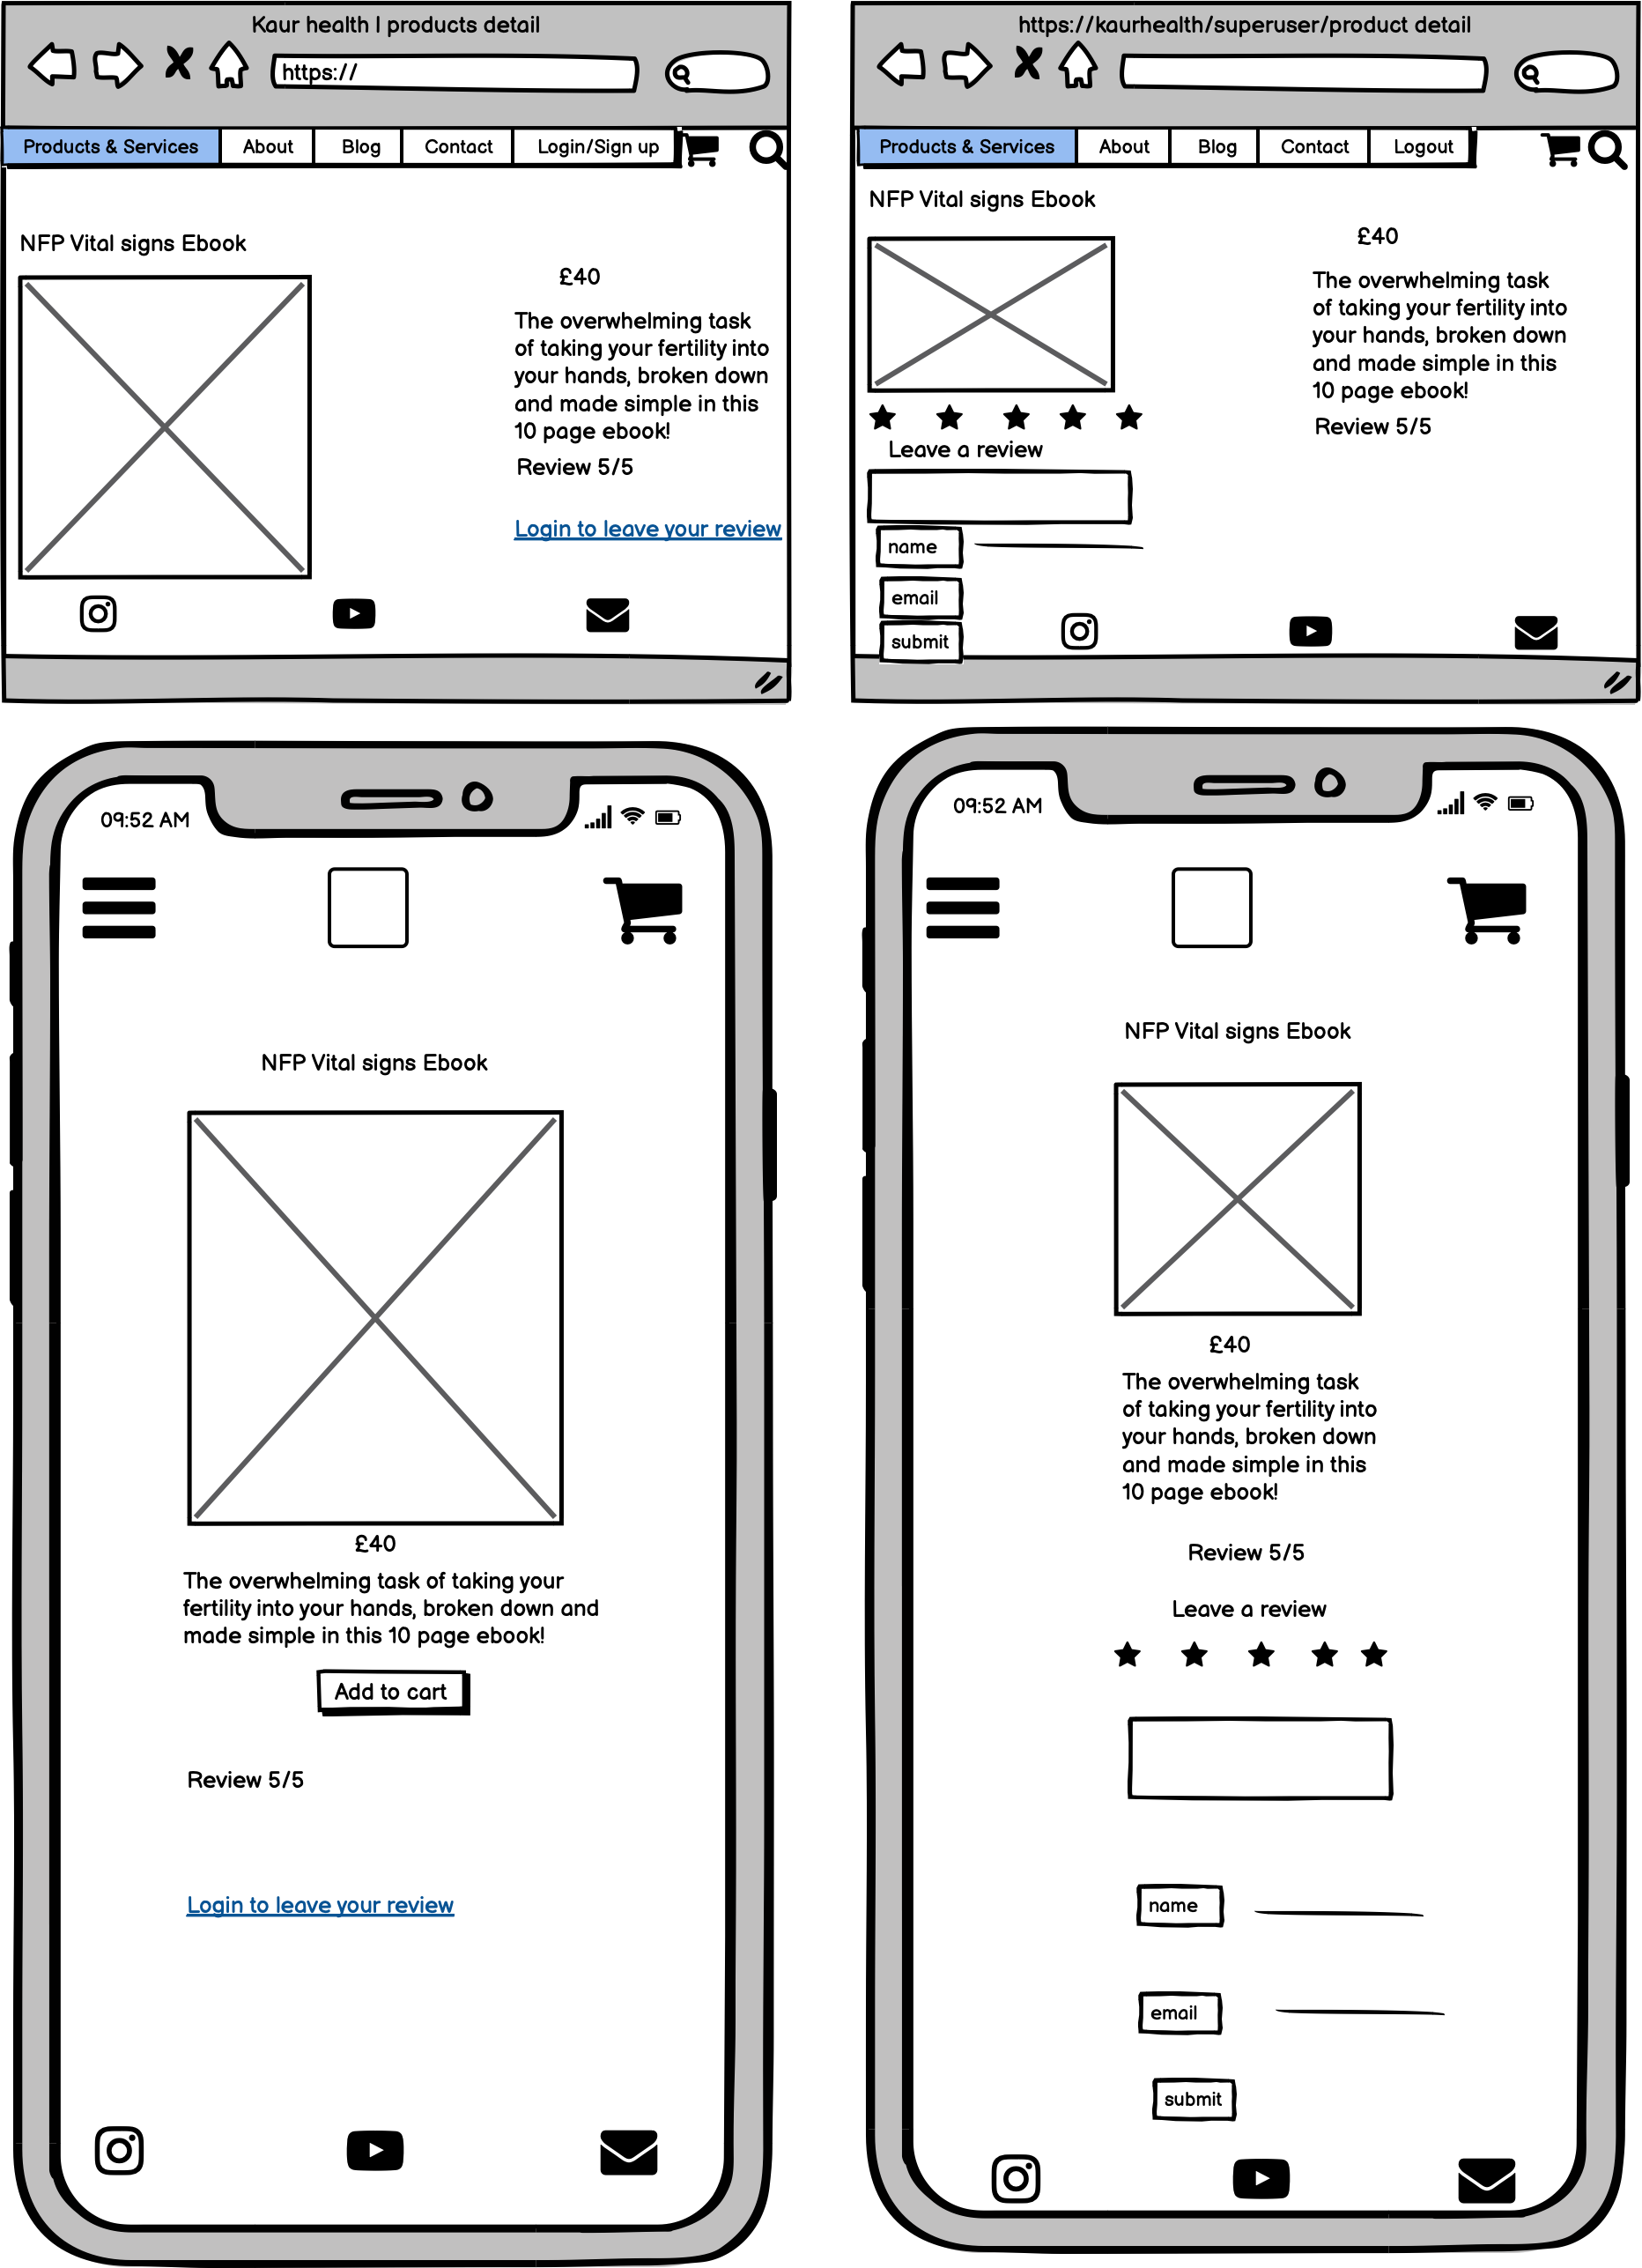 Kaur health | products detail
https://
Products & Services About Blog Contact Login/Sign up
NFP Vital signs Ebook
£40
The overwhelming task
of taking your fertility into
your hands, broken down
and made simple in this
10 page ebook!
Review 5/5
Login to leave your review
https://kaurhealth/superuser/product detail
Products & Services About Blog Contact Logout
NFP Vital signs Ebook
£40
The overwhelming task
of taking your fertility into
your hands, broken down
and made simple in this
10 page ebook!
Review 5/5
Leave a review
name
email
submit
09:52 AM
NFP Vital signs Ebook
£40
The overwhelming task of taking your
fertility into your hands, broken down and
made simple in this 10 page ebook!
Add to cart
Review 5/5
Login to leave your review
09:52 AM
NFP Vital signs Ebook
£40
The overwhelming task
of taking your fertility into
your hands, broken down
and made simple in this
10 page ebook!
Review 5/5
Leave a review
name
email
submit